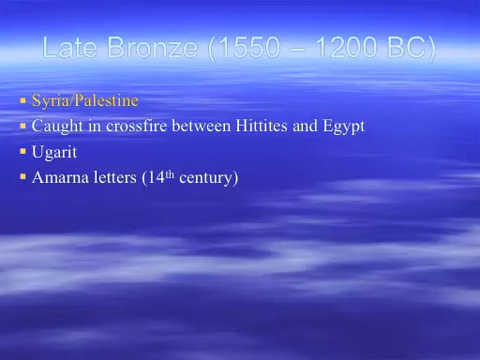 Late Bronze (1550 – 1200 BC)
Syria/Palestine
Caught in crossfire between Hittites and Egypt
Ugarit
Amarna letters (14th century)